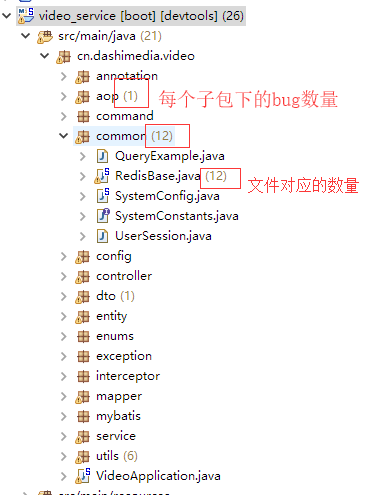 video_service [boot] [devtools] (26)
src/main/java (21)
cn.dashimedia.video
annotation
aop (1) 每个子包下的bug数量
command
common (12)
QueryExample.java
RedisBase.java (12) 文件对应的数量
SystemConfig.java
SystemConstants.java
UserSession.java
config
controller
dto (1)
entity
enums
exception
interceptor
mapper
mybatis
service
utils (6)
VideoApplication.java
src/main/resources